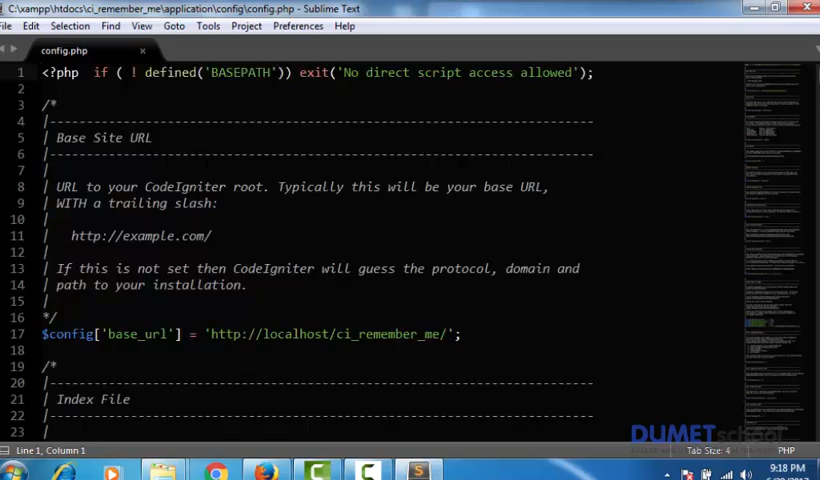 C:\xampp\htdocs\ci_remember_me\application\config\config.php - Sublime Text
File Edit Selection Find View Goto Tools Project Preferences Help
config.php ×
1 <?php  if ( ! defined('BASEPATH')) exit('No direct script access allowed');
2
3 /*
4 |--------------------------------------------------------------------------
5 | Base Site URL
6 |--------------------------------------------------------------------------
7 |
8 | URL to your CodeIgniter root. Typically this will be your base URL,
9 | WITH a trailing slash:
10 |
11 |	http://example.com/
12 |
13 | If this is not set then CodeIgniter will guess the protocol, domain and
14 | path to your installation.
15 |
16 */
17 $config['base_url'] = 'http://localhost/ci_remember_me/';
18
19 /*
20 |--------------------------------------------------------------------------
21 | Index File
22 |--------------------------------------------------------------------------
23 |
DUMETschool
Line 1, Column 1 Tab Size: 4 PHP
9:18 PM